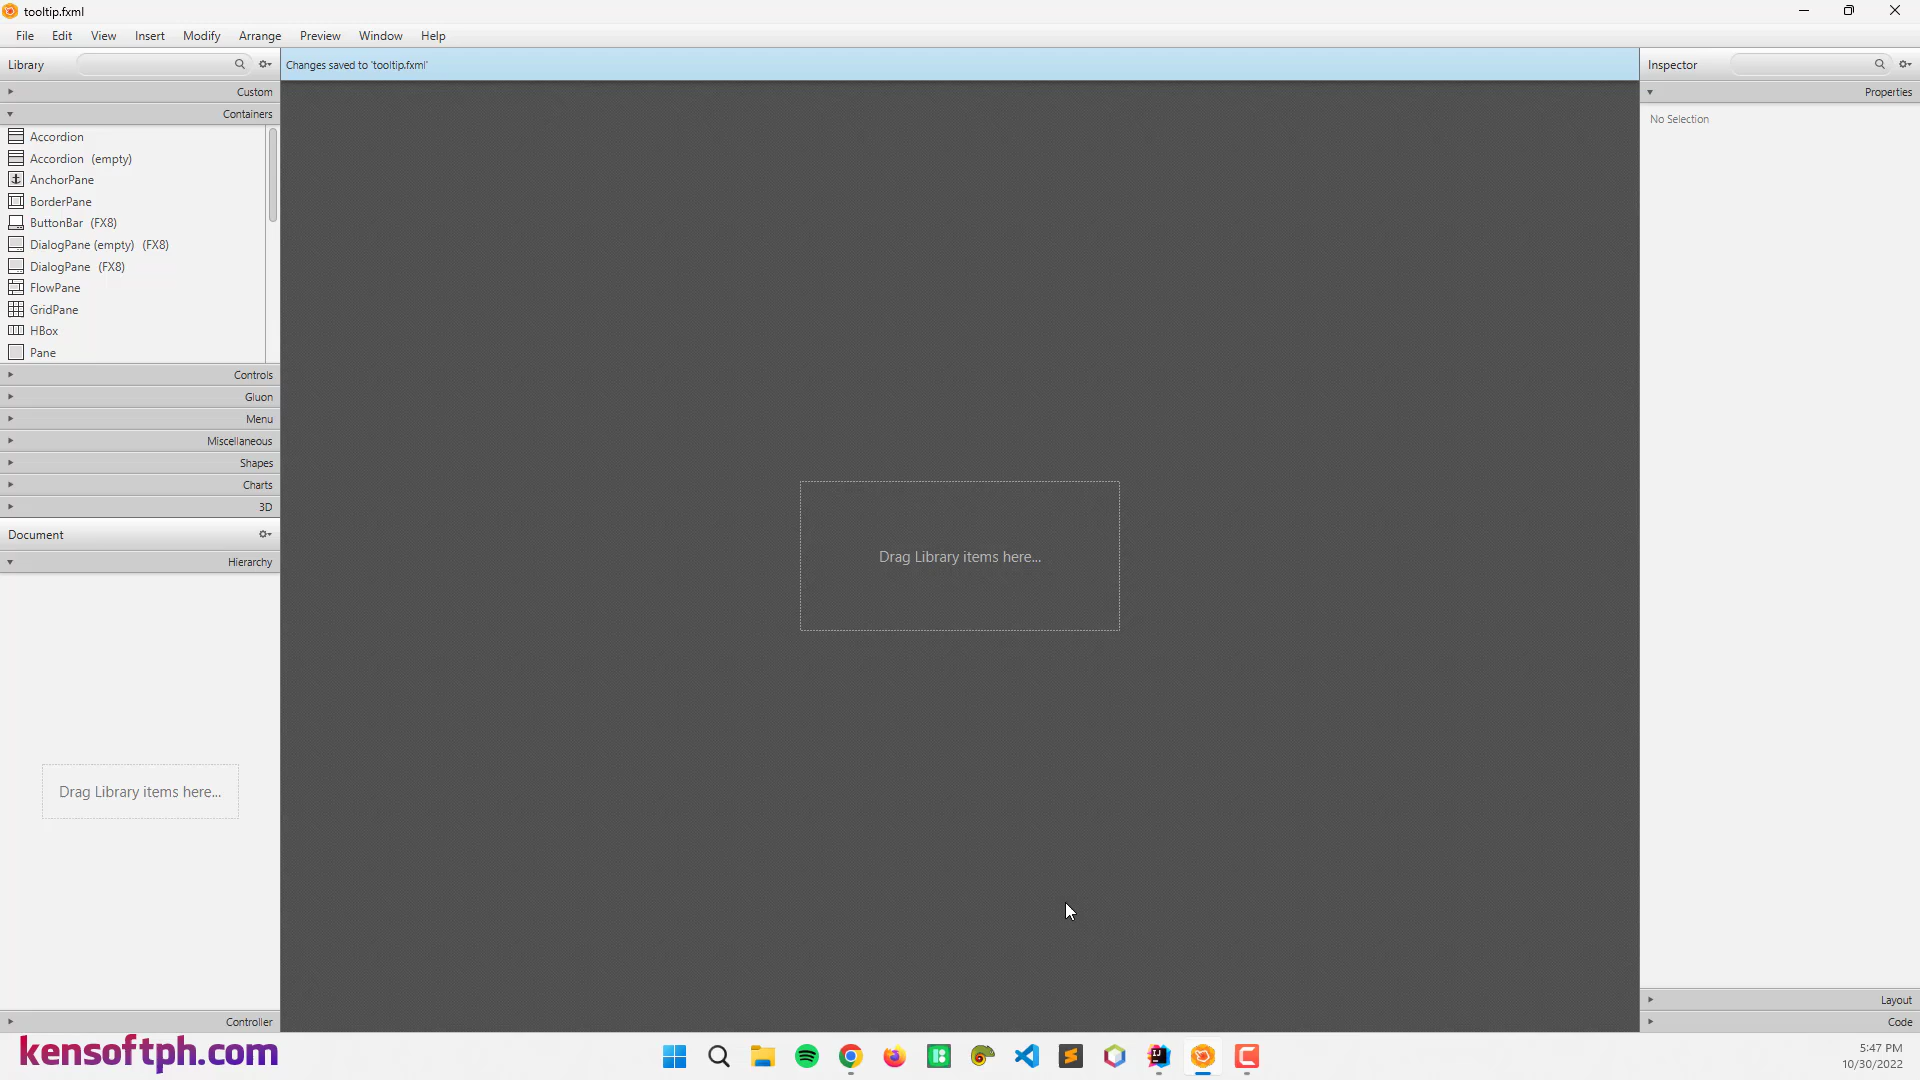 tooltip.fxml
File Edit View Insert Modify Arrange Preview Window Help
Library
Changes saved to 'tooltip.fxml'
Inspector
Custom
Properties
Containers
No Selection
Accordion
Accordion (empty)
AnchorPane
BorderPane
ButtonBar (FX8)
DialogPane (empty) (FX8)
DialogPane (FX8)
FlowPane
GridPane
HBox
Pane
Controls
Gluon
Menu
Miscellaneous
Shapes
Charts
3D
Document
Hierarchy
Drag Library items here...
Drag Library items here...
Layout
Controller
Code
kensoftph.com
5:47 PM
10/30/2022